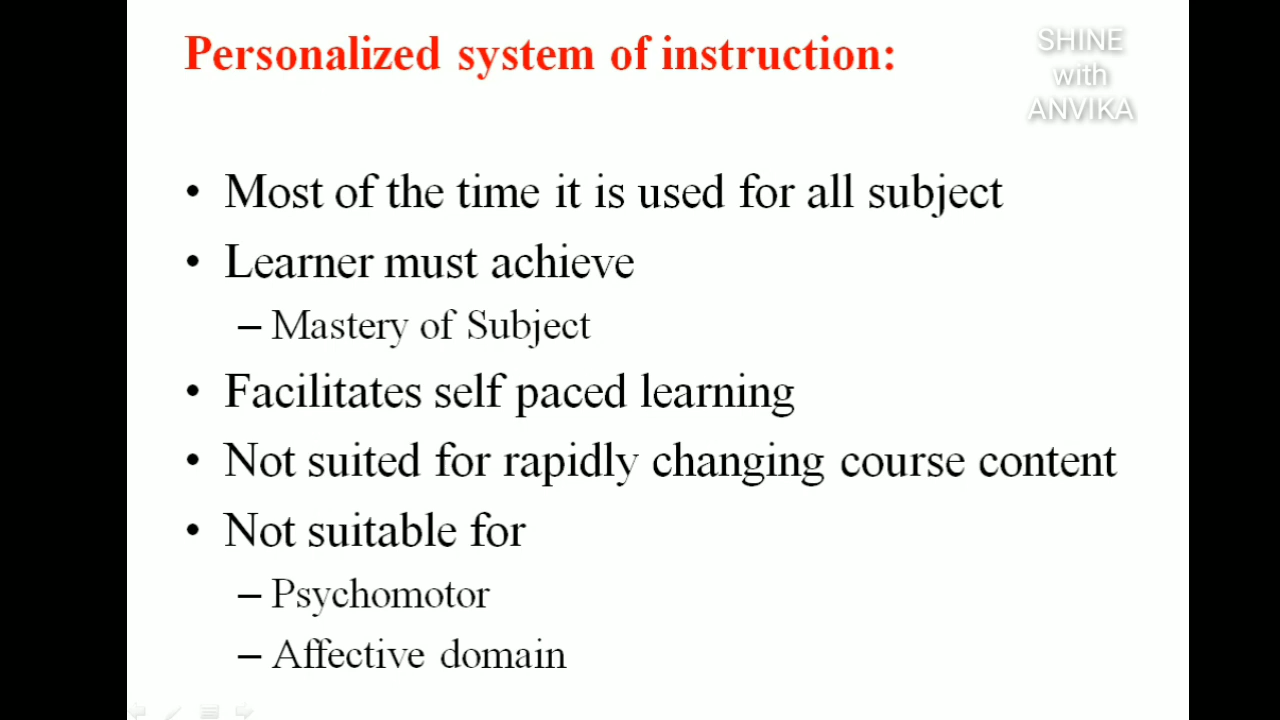 Personalized system of instruction:
SHINE
with
ANVIKA
• Most of the time it is used for all subject
• Learner must achieve
– Mastery of Subject
• Facilitates self paced learning
• Not suited for rapidly changing course content
• Not suitable for
– Psychomotor
– Affective domain